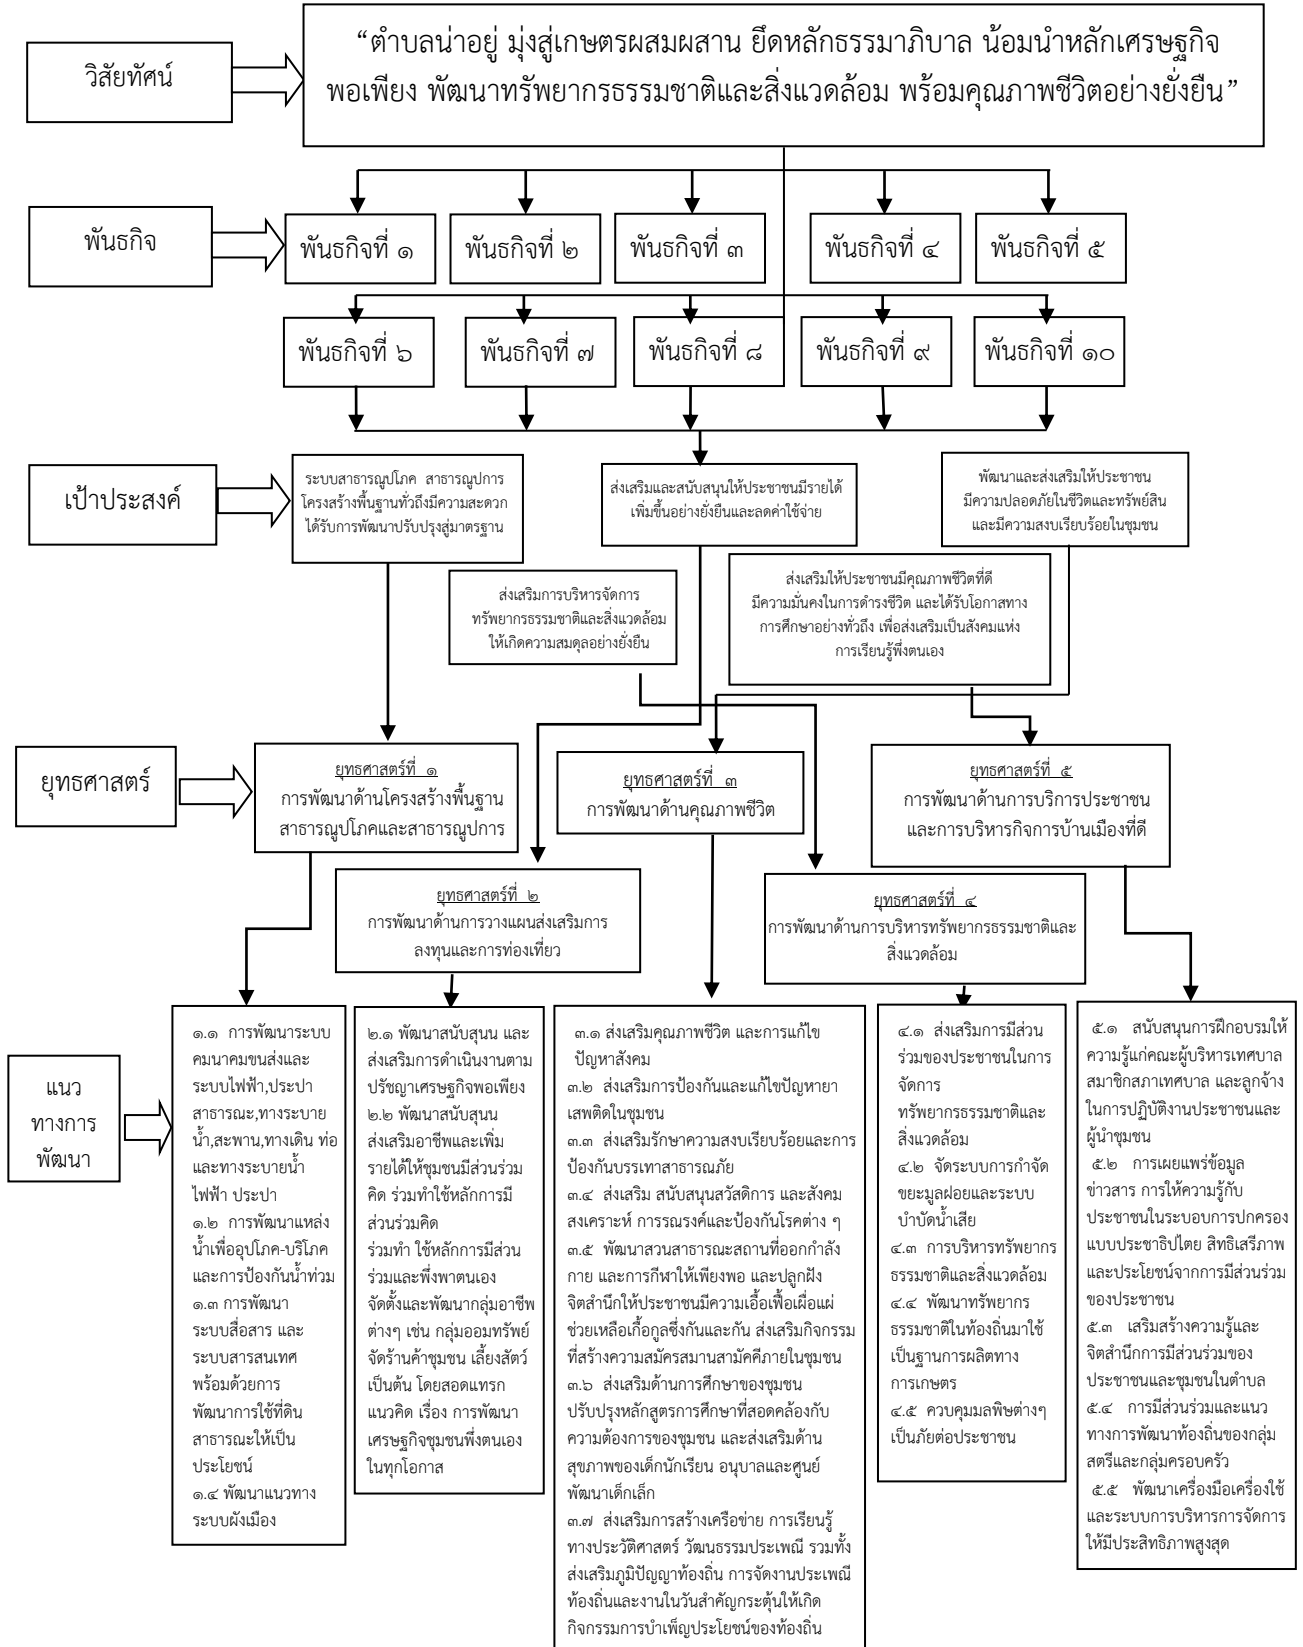 วิสัยทัศน์
“ตำบลน่าอยู่ มุ่งสู่เกษตรผสมผสาน ยึดหลักธรรมาภิบาล น้อมนำหลักเศรษฐกิจ
พอเพียง พัฒนาทรัพยากรธรรมชาติและสิ่งแวดล้อม พร้อมคุณภาพชีวิตอย่างยั่งยืน”
พันธกิจ
พันธกิจที่ ๑
พันธกิจที่ ๒
พันธกิจที่ ๓
พันธกิจที่ ๔
พันธกิจที่ ๕
พันธกิจที่ ๖
พันธกิจที่ ๗
พันธกิจที่ ๘
พันธกิจที่ ๙
พันธกิจที่ ๑๐
เป้าประสงค์
ระบบสาธารณูปโภค สาธารณูปการ
โครงสร้างพื้นฐานทั่วถึงมีความสะดวก
ได้รับการพัฒนาปรับปรุงสู่มาตรฐาน
ส่งเสริมและสนับสนุนให้ประชาชนมีรายได้
เพิ่มขึ้นอย่างยั่งยืนและลดค่าใช้จ่าย
พัฒนาและส่งเสริมให้ประชาชน
มีความปลอดภัยในชีวิตและทรัพย์สิน
และมีความสงบเรียบร้อยในชุมชน
ส่งเสริมการบริหารจัดการ
ทรัพยากรธรรมชาติและสิ่งแวดล้อม
ให้เกิดความสมดุลอย่างยั่งยืน
ส่งเสริมให้ประชาชนมีคุณภาพชีวิตที่ดี
มีความมั่นคงในการดำรงชีวิต และได้รับโอกาสทาง
การศึกษาอย่างทั่วถึง เพื่อส่งเสริมเป็นสังคมแห่ง
การเรียนรู้พึ่งตนเอง
ยุทธศาสตร์
ยุทธศาสตร์ที่ ๑
การพัฒนาด้านโครงสร้างพื้นฐาน
สาธารณูปโภคและสาธารณูปการ
ยุทธศาสตร์ที่ ๓
การพัฒนาด้านคุณภาพชีวิต
ยุทธศาสตร์ที่ ๕
การพัฒนาด้านการบริการประชาชน
และการบริหารกิจการบ้านเมืองที่ดี
ยุทธศาสตร์ที่ ๒
การพัฒนาด้านการวางแผนส่งเสริมการ
ลงทุนและการท่องเที่ยว
ยุทธศาสตร์ที่ ๔
การพัฒนาด้านการบริหารทรัพยากรธรรมชาติและ
สิ่งแวดล้อม
แนว
ทางการ
พัฒนา
๑.๑ การพัฒนาระบบ
คมนาคมขนส่งและ
ระบบไฟฟ้า,ประปา
สาธารณะ,ทางระบาย
น้ำ,สะพาน,ทางเดิน ท่อ
และทางระบายน้ำ
ไฟฟ้า ประปา
๑.๒ การพัฒนาแหล่ง
น้ำเพื่ออุปโภค-บริโภค
และการป้องกันน้ำท่วม
๑.๓ การพัฒนา
ระบบสื่อสาร และ
ระบบสารสนเทศ
พร้อมด้วยการ
พัฒนาการใช้ที่ดิน
สาธารณะให้เป็น
ประโยชน์
๑.๔ พัฒนาแนวทาง
ระบบผังเมือง
๒.๑ พัฒนาสนับสุนน และ
ส่งเสริมการดำเนินงานตาม
ปรัชญาเศรษฐกิจพอเพียง
๒.๒ พัฒนาสนับสุนน
ส่งเสริมอาชีพและเพิ่ม
รายได้ให้ชุมชนมีส่วนร่วม
คิด ร่วมทำใช้หลักการมี
ส่วนร่วมคิด
ร่วมทำ ใช้หลักการมีส่วน
ร่วมและพึ่งพาตนเอง
จัดตั้งและพัฒนากลุ่มอาชีพ
ต่างๆ เช่น กลุ่มออมทรัพย์
จัดร้านค้าชุมชน เลี้ยงสัตว์
เป็นต้น โดยสอดแทรก
แนวคิด เรื่อง การพัฒนา
เศรษฐกิจชุมชนพึ่งตนเอง
ในทุกโอกาส
๓.๑ ส่งเสริมคุณภาพชีวิต และการแก้ไข
ปัญหาสังคม
๓.๒ ส่งเสริมการป้องกันและแก้ไขปัญหายา
เสพติดในชุมชน
๓.๓ ส่งเสริมรักษาความสงบเรียบร้อยและการ
ป้องกันบรรเทาสาธารณภัย
๓.๔ ส่งเสริม สนับสนุนสวัสดิการ และสังคม
สงเคราะห์ การรณรงค์และป้องกันโรคต่าง ๆ
๓.๕ พัฒนาสวนสาธารณะสถานที่ออกกำลัง
กาย และการกีฬาให้เพียงพอ และปลูกฝัง
จิตสำนึกให้ประชาชนมีความเอื้อเฟื้อเผื่อแผ่
ช่วยเหลือเกื้อกูลซึ่งกันและกัน ส่งเสริมกิจกรรม
ที่สร้างความสมัครสมานสามัคคีภายในชุมชน
๓.๖ ส่งเสริมด้านการศึกษาของชุมชน
ปรับปรุงหลักสูตรการศึกษาที่สอดคล้องกับ
ความต้องการของชุมชน และส่งเสริมด้าน
สุขภาพของเด็กนักเรียน อนุบาลและศูนย์
พัฒนาเด็กเล็ก
๓.๗ ส่งเสริมการสร้างเครือข่าย การเรียนรู้
ทางประวัติศาสตร์ วัฒนธรรมประเพณี รวมทั้ง
ส่งเสริมภูมิปัญญาท้องถิ่น การจัดงานประเพณี
ท้องถิ่นและงานในวันสำคัญกระตุ้นให้เกิด
กิจกรรมการบำเพ็ญประโยชน์ของท้องถิ่น
๔.๑ ส่งเสริมการมีส่วน
ร่วมของประชาชนในการ
จัดการ
ทรัพยากรธรรมชาติและ
สิ่งแวดล้อม
๔.๒ จัดระบบการกำจัด
ขยะมูลฝอยและระบบ
บำบัดน้ำเสีย
๔.๓ การบริหารทรัพยากร
ธรรมชาติและสิ่งแวดล้อม
๔.๔ พัฒนาทรัพยากร
ธรรมชาติในท้องถิ่นมาใช้
เป็นฐานการผลิตทาง
การเกษตร
๔.๕ ควบคุมมลพิษต่างๆ
เป็นภัยต่อประชาชน
๕.๑ สนับสนุนการฝึกอบรมให้
ความรู้แก่คณะผู้บริหารเทศบาล
สมาชิกสภาเทศบาล และลูกจ้าง
ในการปฏิบัติงานประชาชนและ
ผู้นำชุมชน
๕.๒ การเผยแพร่ข้อมูล
ข่าวสาร การให้ความรู้กับ
ประชาชนในระบอบการปกครอง
แบบประชาธิปไตย สิทธิเสรีภาพ
และประโยชน์จากการมีส่วนร่วม
ของประชาชน
๕.๓ เสริมสร้างความรู้และ
จิตสำนึกการมีส่วนร่วมของ
ประชาชนและชุมชนในตำบล
๕.๔ การมีส่วนร่วมและแนว
ทางการพัฒนาท้องถิ่นของกลุ่ม
สตรีและกลุ่มครอบครัว
๕.๕ พัฒนาเครื่องมือเครื่องใช้
และระบบการบริหารการจัดการ
ให้มีประสิทธิภาพสูงสุด